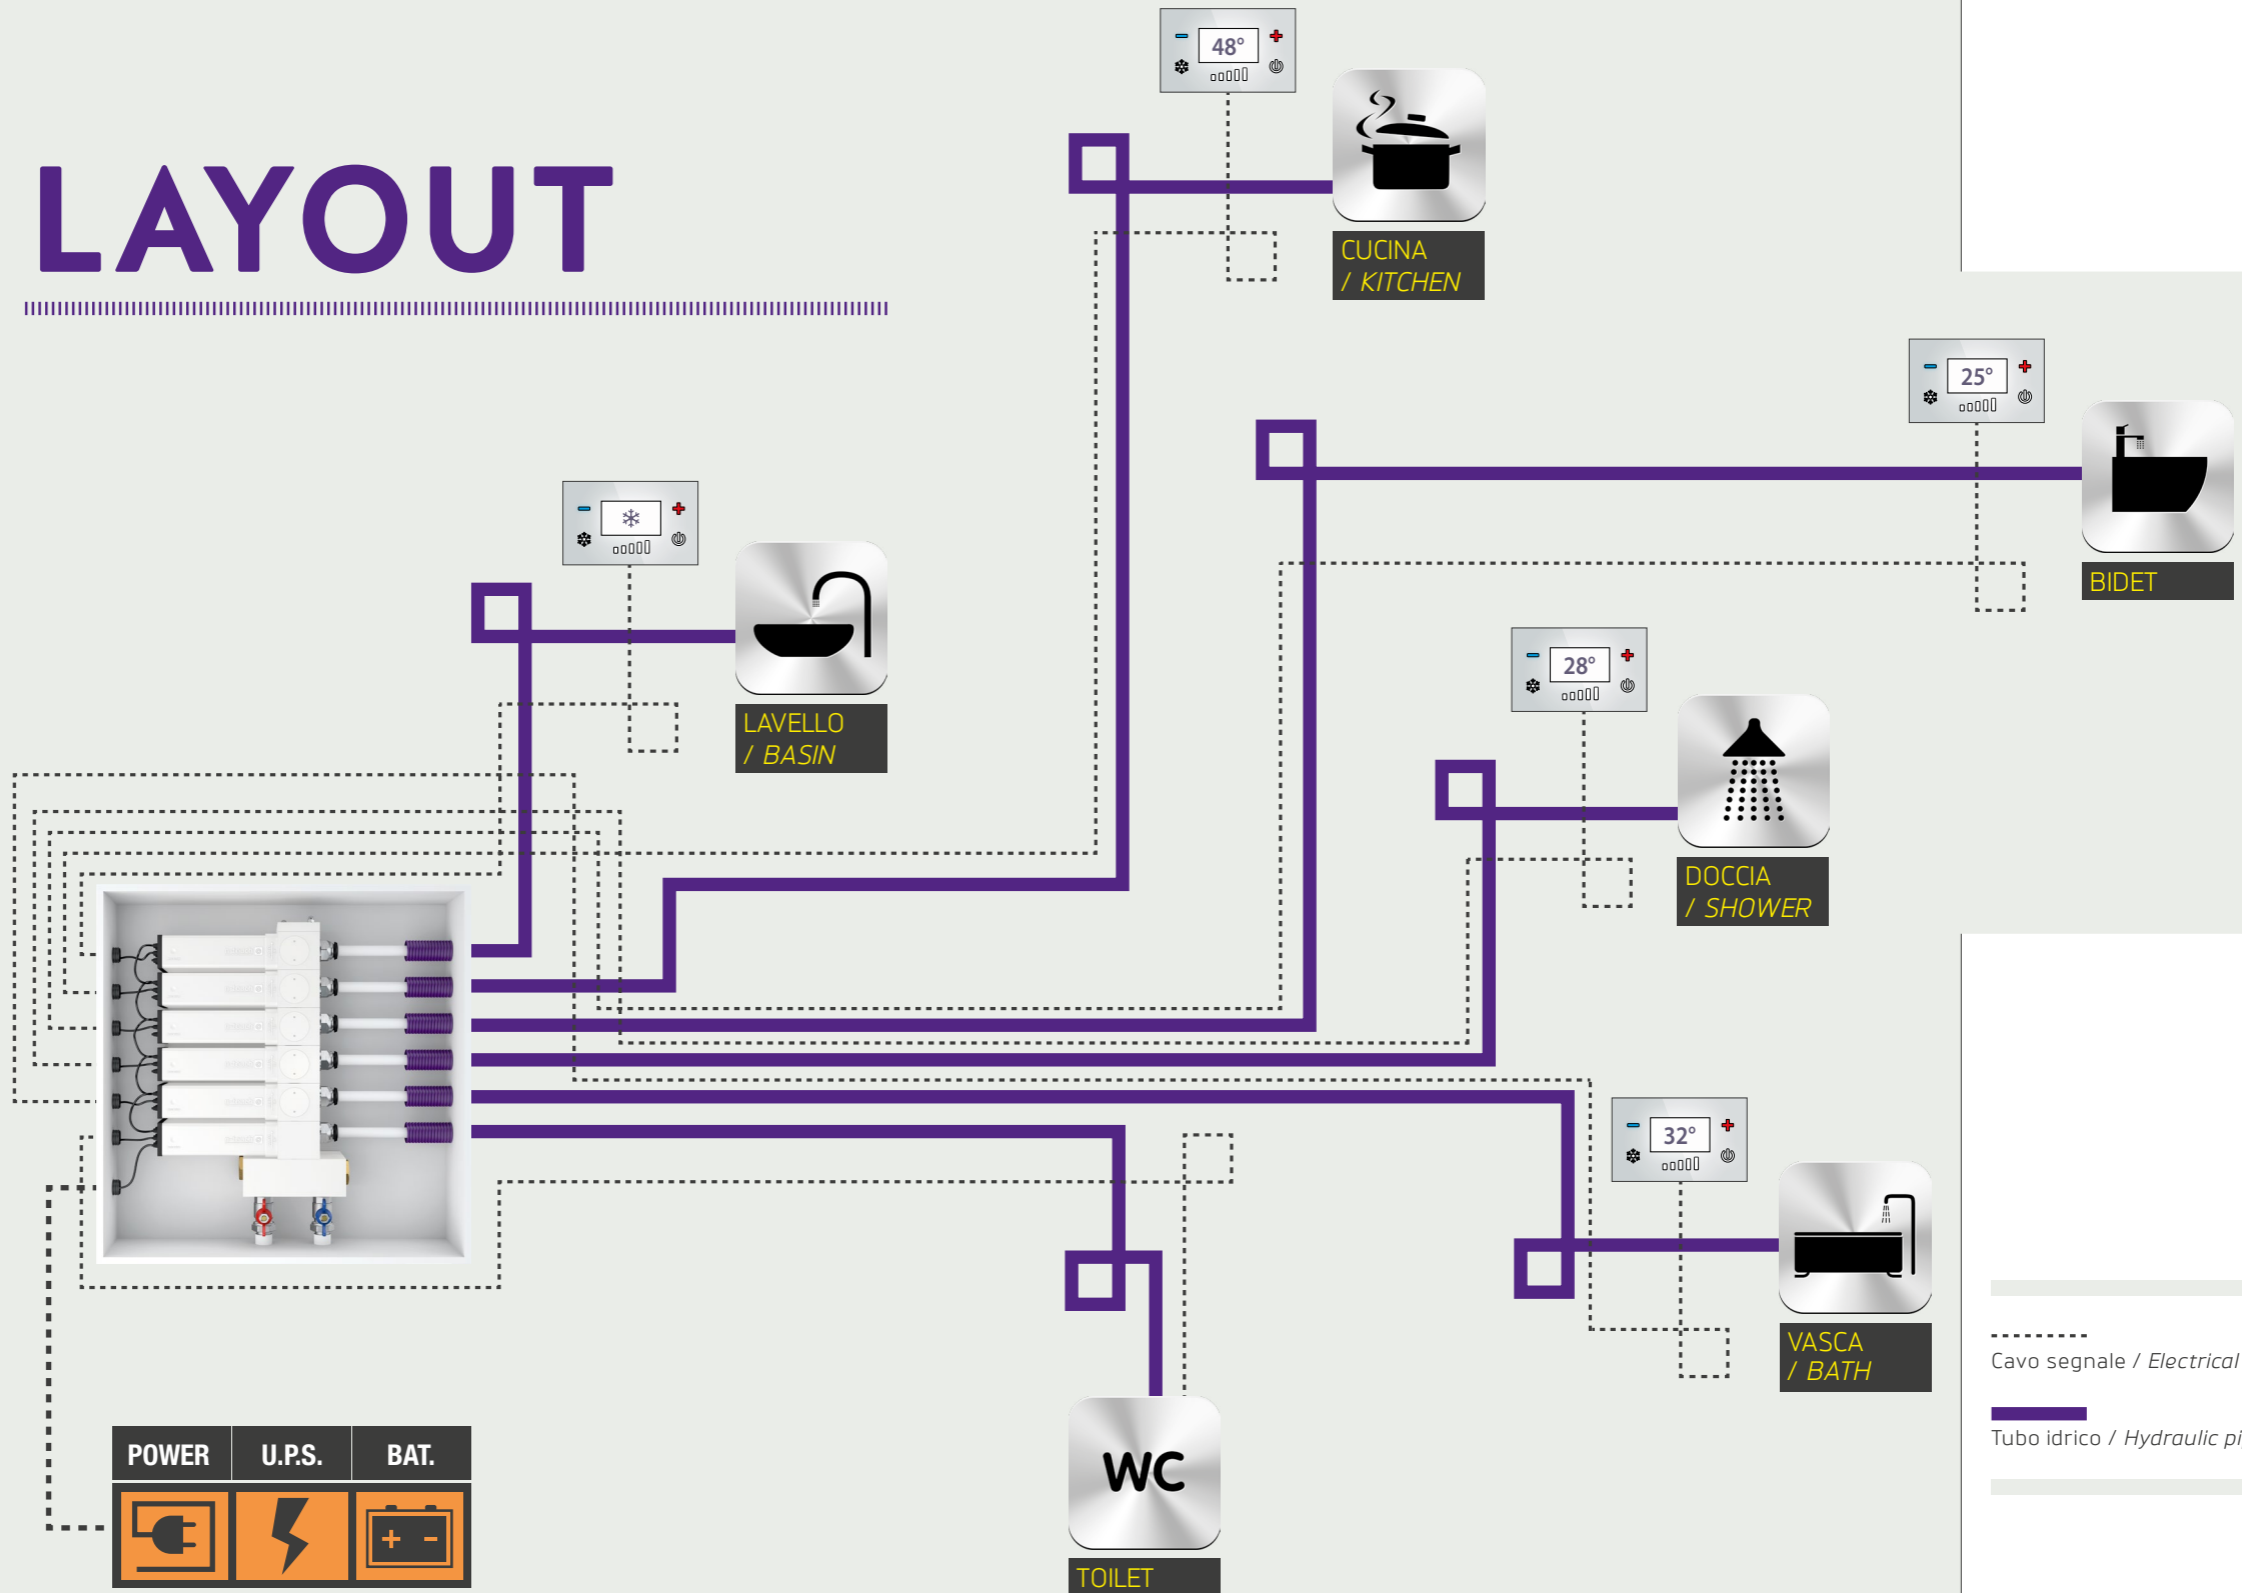 LAYOUT
48°
CUCINA
/ KITCHEN
25°
BIDET
LAVELLO
/ BASIN
28°
DOCCIA
/ SHOWER
32°
VASCA
/ BATH
Cavo segnale / Electrical
Tubo idrico / Hydraulic
POWER
U.P.S.
BAT.
WC
TOILET